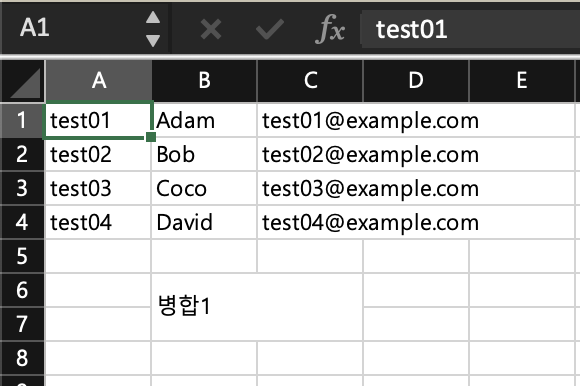 A1 fx test01
A B C D E
1 test01 Adam test01@example.com
2 test02 Bob test02@example.com
3 test03 Coco test03@example.com
4 test04 David test04@example.com
5
6
병합1
7
8